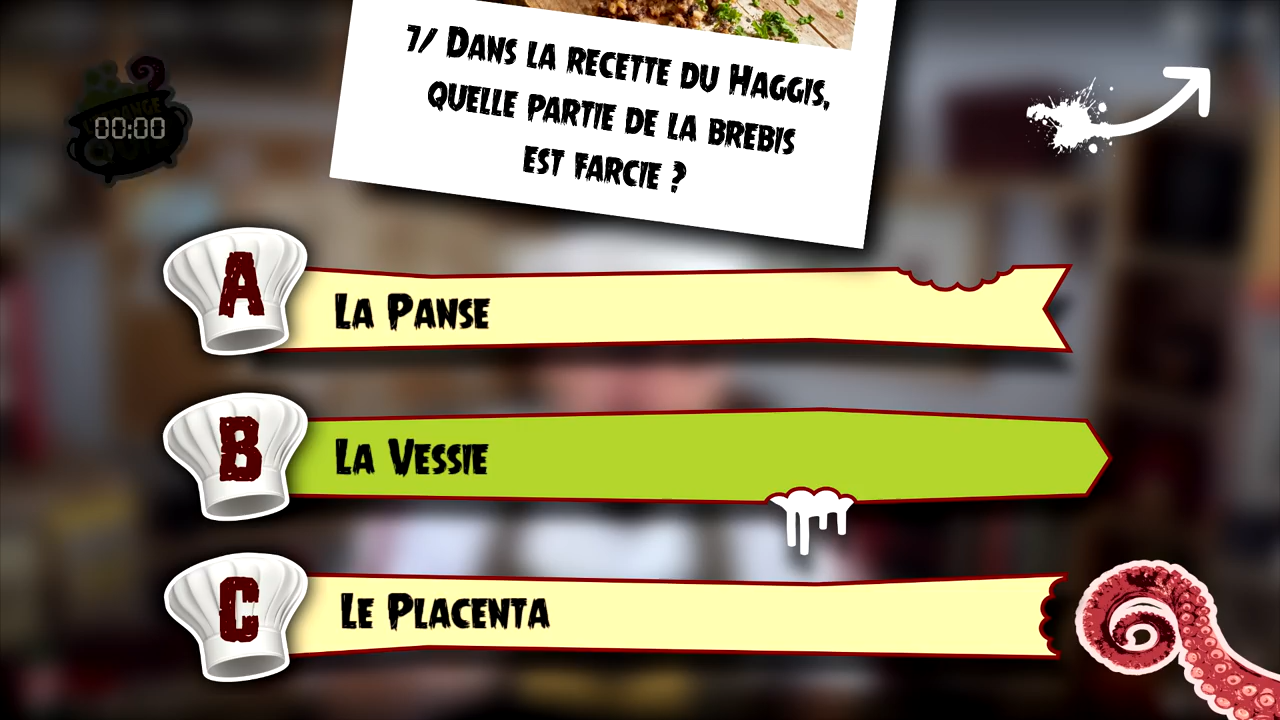 7/ Dans la recette du Haggis,
quelle partie de la brebis
est farcie ?
00:00
A
La Panse
B
La Vessie
C
Le Placenta